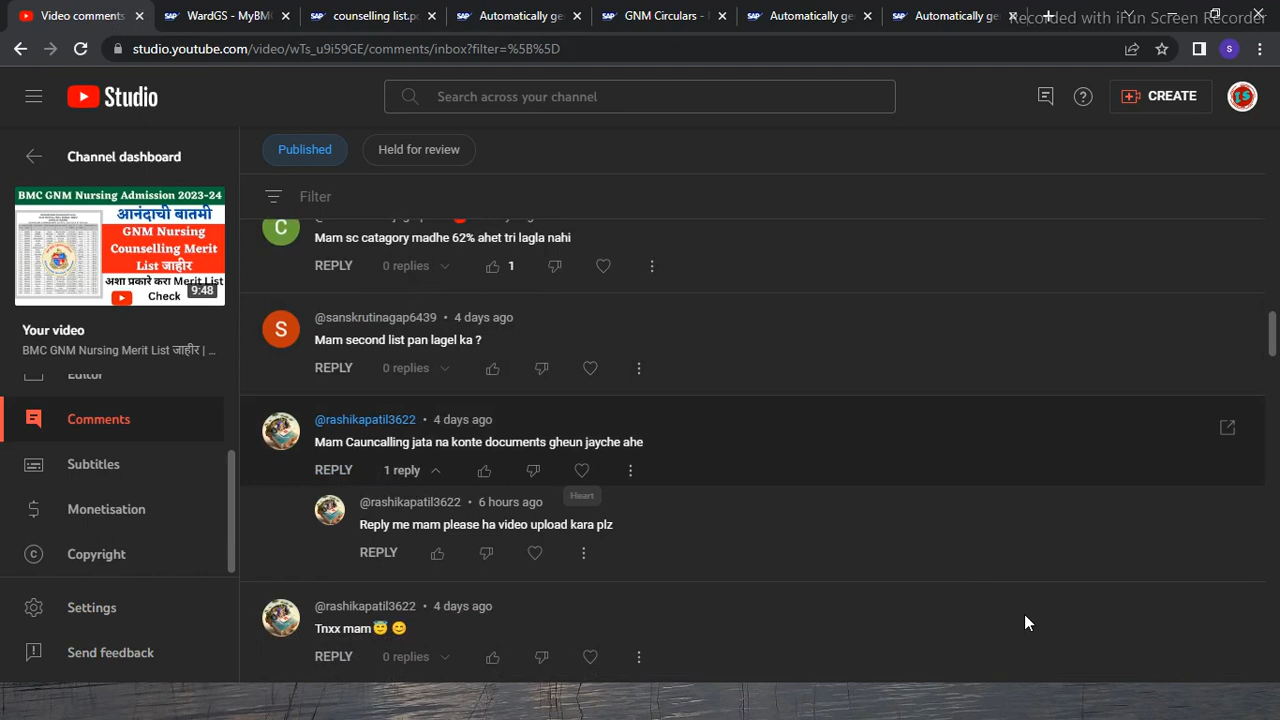 Video comments
WardGS - MyBM
counselling list.po
Automatically ge
GNM Circulars -
Automatically ge
Automatically ge
Recorded with iFun Screen Recorder
studio.youtube.com/video/wTs_u9i59GE/comments/inbox?filter=%5B%5D
S
Studio
Search across your channel
CREATE
IS
Channel dashboard
Published
Held for review
BMC GNM Nursing Admission 2023-24
आनंदाची बातमी
GNM Nursing
Counselling Merit
List जाहीर
अशा प्रकारे करा Merit List
Check
9:48
Filter
C
Mam sc catagory madhe lagla nahi
REPLY 0 replies 1
Your video
BMC GNM Nursing Merit List जाहीर | ...
S
@sanskrutinagap6439 • 4 days ago
Mam second list pan lagel ka ?
REPLY 0 replies
Editor
Comments
Subtitles
Monetisation
Copyright
Settings
Send feedback
@rashikapatil3622 • 4 days ago
Mam Cauncalling jata na konte documents gheun jayche ahe
REPLY 1 reply
Heart
@rashikapatil3622 • 6 hours ago
Reply me mam please ha video upload kara plz
REPLY
@rashikapatil3622 • 4 days ago
Tnxx mam😇 😊
REPLY 0 replies